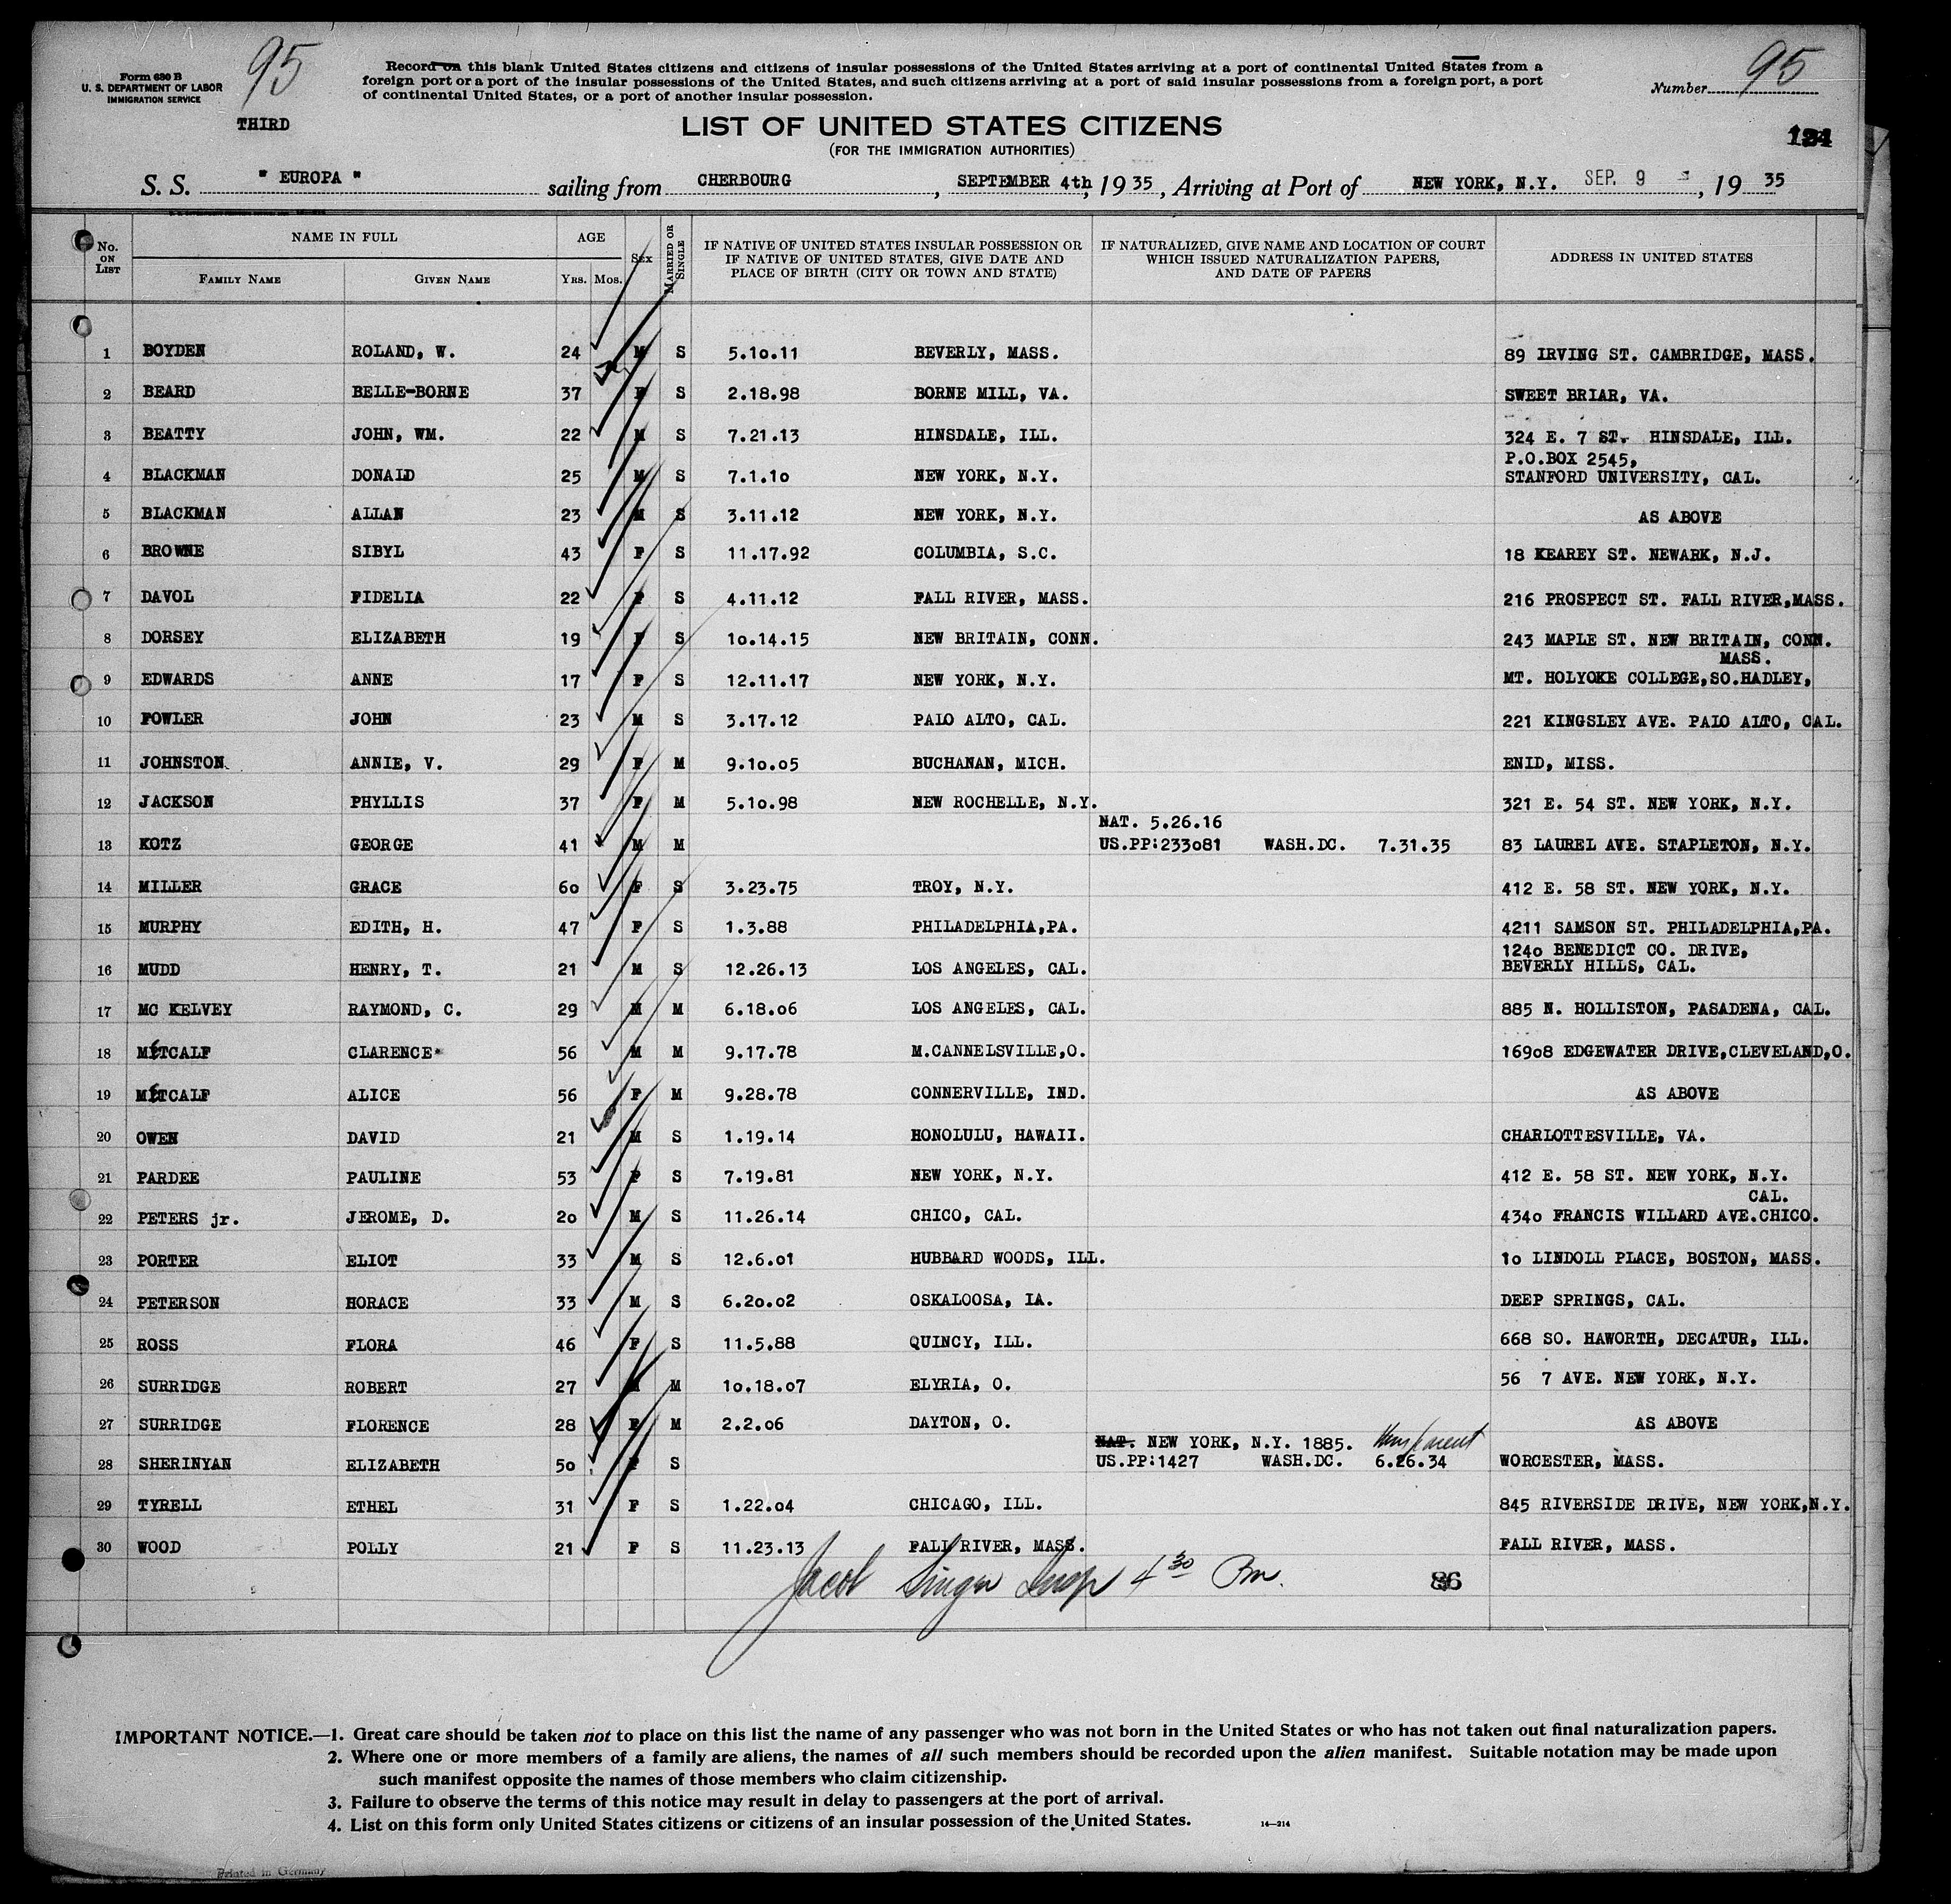 95
95
Form 630 B
U. S. DEPARTMENT OF LABOR
IMMIGRATION SERVICE
THIRD
Record on this blank United States citizens and citizens of insular possessions of the United States arriving at a port of continental United States from a
foreign port or a port of the insular possessions of the United States, and such citizens arriving at a port of said insular possessions from a foreign port, a port
of continental United States, or a port of another insular possession.
Number
LIST OF UNITED STATES CITIZENS
(FOR THE IMMIGRATION AUTHORITIES)
S. S. " EUROPA " sailing from CHERBOURG, SEPTEMBER 4th, 1935, Arriving at Port of NEW YORK, N.Y. SEP. 9, 1935
No. ON LIST
NAME IN FULL
FAMILY NAME GIVEN NAME
AGE
YRS. MOS.
SEX
MARRIED OR SINGLE
IF NATIVE OF UNITED STATES INSULAR POSSESSION OR
IF NATIVE OF UNITED STATES, GIVE DATE AND
PLACE OF BIRTH (CITY OR TOWN AND STATE)
IF NATURALIZED, GIVE NAME AND LOCATION OF COURT
WHICH ISSUED NATURALIZATION PAPERS,
AND DATE OF PAPERS
ADDRESS IN UNITED STATES
1 BOYDEN ROLAND, W. 24 M S 5.10.11 BEVERLY, MASS. 89 IRVING ST. CAMBRIDGE, MASS.
2 BEARD BELLE-BORNE 37 F S 2.18.98 BORNE MILL, VA. SWEET BRIAR, VA.
3 BEATTY JOHN, WM. 22 M S 7.21.13 HINSDALE, ILL. 324 E. 7 ST. HINSDALE, ILL.
P.O.BOX 2545,
4 BLACKMAN DONALD 25 M S 7.1.10 NEW YORK, N.Y. STANFORD UNIVERSITY, CAL.
5 BLACKMAN ALLAN 23 M S 3.11.12 NEW YORK, N.Y. AS ABOVE
6 BROWNE SIBYL 43 F S 11.17.92 COLUMBIA, S.C. 18 KEAREY ST. NEWARK, N.J.
7 DAVOL FIDELIA 22 F S 4.11.12 FALL RIVER, MASS. 216 PROSPECT ST. FALL RIVER,MASS.
8 DORSEY ELIZABETH 19 F S 10.14.15 NEW BRITAIN, CONN. 243 MAPLE ST. NEW BRITAIN, CONN.
MASS.
9 EDWARDS ANNE 17 F S 12.11.17 NEW YORK, N.Y. MT. HOLYOKE COLLEGE,SO.HADLEY,
10 FOWLER JOHN 23 M S 3.17.12 PALO ALTO, CAL. 221 KINGSLEY AVE. PALO ALTO, CAL.
11 JOHNSTON ANNIE, V. 29 F M 9.10.05 BUCHANAN, MICH. ENID, MISS.
12 JACKSON PHYLLIS 37 F M 5.10.98 NEW ROCHELLE, N.Y. 321 E. 54 ST. NEW YORK, N.Y.
NAT. 5.26.16
13 KOTZ GEORGE 41 M M US.PP:233081 WASH.DC. 7.31.35 83 LAUREL AVE. STAPLETON, N.Y.
14 MILLER GRACE 60 F S 3.23.75 TROY, N.Y. 412 E. 58 ST. NEW YORK, N.Y.
15 MURPHY EDITH, H. 47 F S 1.3.88 PHILADELPHIA,PA. 4211 SAMSON ST. PHILADELPHIA,PA.
1240 BENEDICT CO. DRIVE,
16 MUDD HENRY, T. 21 M S 12.26.13 LOS ANGELES, CAL. BEVERLY HILLS, CAL.
17 MC KELVEY RAYMOND, C. 29 M M 6.18.06 LOS ANGELES, CAL. 885 N. HOLLISTON, PASADENA, CAL.
18 METCALF CLARENCE 56 M M 9.17.78 M.CANNELSVILLE,O. 16908 EDGEWATER DRIVE,CLEVELAND,O.
19 METCALF ALICE 56 F M 9.28.78 CONNERVILLE, IND. AS ABOVE
20 OWEN DAVID 21 M S 1.19.14 HONOLULU, HAWAII. CHARLOTTESVILLE, VA.
21 PARDEE PAULINE 53 F S 7.19.81 NEW YORK, N.Y. 412 E. 58 ST. NEW YORK, N.Y.
CAL.
22 PETERS jr. JEROME, D. 20 M S 11.26.14 CHICO, CAL. 4340 FRANCIS WILLARD AVE.CHICO.
23 PORTER ELIOT 33 M S 12.6.01 HUBBARD WOODS, ILL. 10 LINDOLL PLACE, BOSTON, MASS.
24 PETERSON HORACE 33 M S 6.20.02 OSKALOOSA, IA. DEEP SPRINGS, CAL.
25 ROSS FLORA 46 F S 11.5.88 QUINCY, ILL. 668 SO. HAWORTH, DECATUR, ILL.
26 SURRIDGE ROBERT 27 M M 10.18.07 ELYRIA, O. 56 7 AVE. NEW YORK, N.Y.
27 SURRIDGE FLORENCE 28 F M 2.2.06 DAYTON, O. AS ABOVE
NAT. NEW YORK, N.Y. 1885. thru parent
28 SHERINYAN ELIZABETH 50 F S US.PP:1427 WASH.DC. 6.26.34 WORCESTER, MASS.
29 TYRELL ETHEL 31 F S 1.22.04 CHICAGO, ILL. 845 RIVERSIDE DRIVE, NEW YORK,N.Y.
30 WOOD POLLY 21 F S 11.23.13 FALL RIVER, MASS. FALL RIVER, MASS.
Jacob Singer Insp 4 30 Pm.
86
IMPORTANT NOTICE.—1. Great care should be taken not to place on this list the name of any passenger who was not born in the United States or who has not taken out final naturalization papers.
2. Where one or more members of a family are aliens, the names of all such members should be recorded upon the alien manifest. Suitable notation may be made upon
such manifest opposite the names of those members who claim citizenship.
3. Failure to observe the terms of this notice may result in delay to passengers at the port of arrival.
4. List on this form only United States citizens or citizens of an insular possession of the United States.
14—214
Printed in Germany